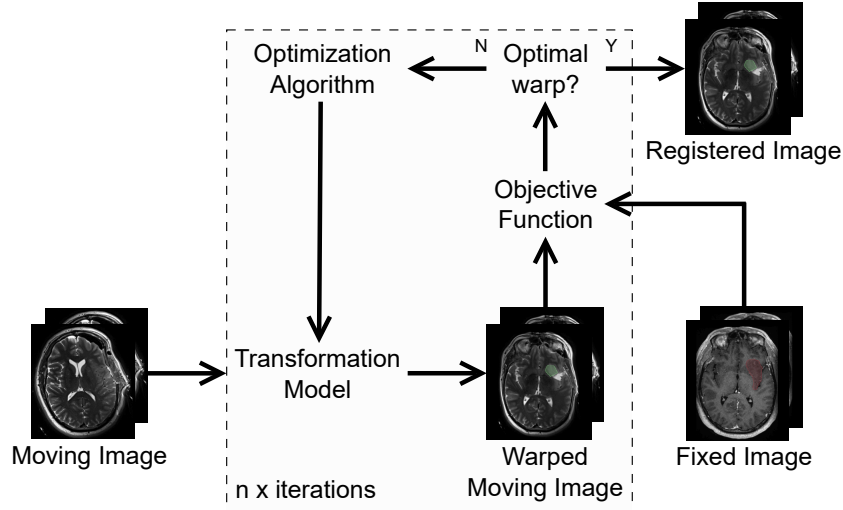 Optimization
Algorithm
N
Optimal
warp?
Y
Registered Image
Objective
Function
Transformation
Model
Moving Image
Warped
Moving Image
Fixed Image
n x iterations